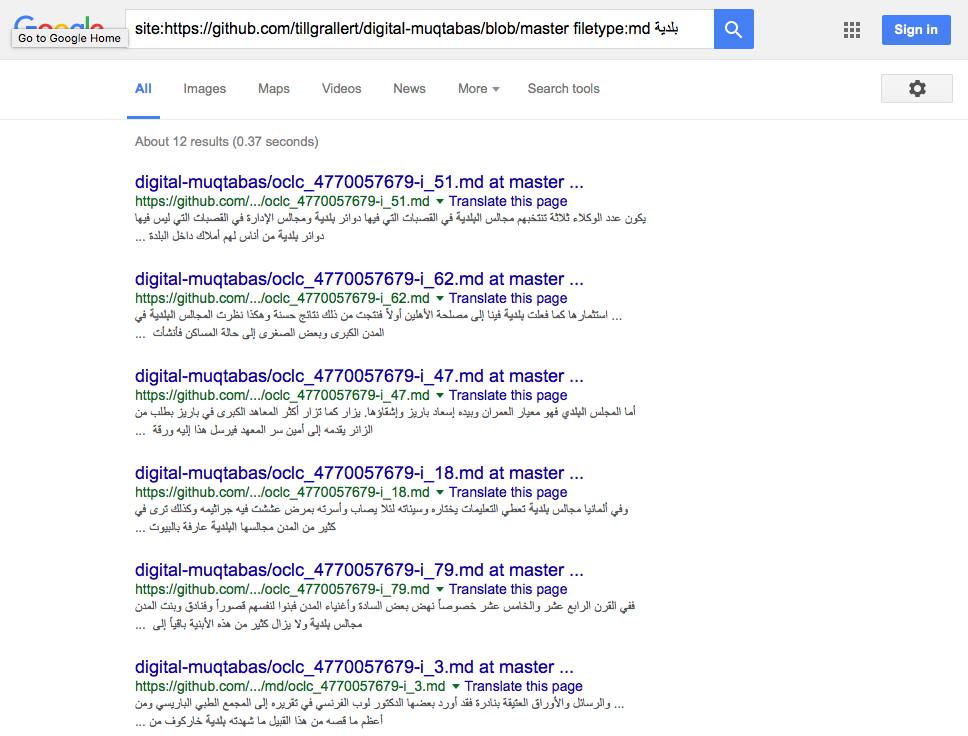 Google
Go to Google Home
site:https://github.com/tillgrallert/digital-muqtabas/blob/master filetype:md بلدية
Sign in
All Images Maps Videos News More Search tools
About 12 results (0.37 seconds)
digital-muqtabas/oclc_4770057679-i_51.md at master ...
https://github.com/.../oclc_4770057679-i_51.md Translate this page
يكون عدد الوكلاء ثلاثة تنتخبهم مجالس البلدية في القصبات التي فيها دوائر بلدية ومجالس الإدارة في القصبات التي ليس فيها
دوائر بلدية من أناس لهم أملاك داخل البلدة ...
digital-muqtabas/oclc_4770057679-i_62.md at master ...
https://github.com/.../oclc_4770057679-i_62.md Translate this page
... استثمارها كما فعلت بلدية فينا إلى مصلحة الأهلين أولاً فنتجت من ذلك نتائج حسنة وهكذا نظرت المجالس البلدية في
المدن الكبرى وبعض الصغرى إلى حالة المساكن فأنشأت ...
digital-muqtabas/oclc_4770057679-i_47.md at master ...
https://github.com/.../oclc_4770057679-i_47.md Translate this page
أما المجلس البلدي فهو معيار العمران وبيده إسعاد باريز وإشقاؤها. يزار كما تزار أكثر المعاهد الكبرى في باريز بطلب من
الزائر يقدمه إلى أمين سر المعهد فيرسل هذا إليه ورقة ...
digital-muqtabas/oclc_4770057679-i_18.md at master ...
https://github.com/.../oclc_4770057679-i_18.md Translate this page
وفي ألمانيا مجالس بلدية تعطي التعليمات يختاره وسيناته لئلا يصاب وأسرته بمرض عششت فيه جراثيمه وكذلك ترى في
كثير من المدن مجالسها البلدية عارفة بالبيوت ...
digital-muqtabas/oclc_4770057679-i_79.md at master ...
https://github.com/.../oclc_4770057679-i_79.md Translate this page
ففي القرن الرابع عشر والخامس عشر خصوصاً نهض بعض السادة وأغنياء المدن فبنوا لنفسهم قصوراً وفنادق وبنت المدن
مجالس بلدية ولا يزال كثير من هذه الأبنية باقياً إلى ...
digital-muqtabas/oclc_4770057679-i_3.md at master ...
https://github.com/.../md/oclc_4770057679-i_3.md Translate this page
... والرسائل والأوراق العتيقة بنادرة فقد أورد بعضها الدكتور لوب الفرنسي في تقريره إلى المجمع الطبي الباريسي ومن
أعظم ما قصه من هذا القبيل ما شهدته بلدية خاركوف من ...